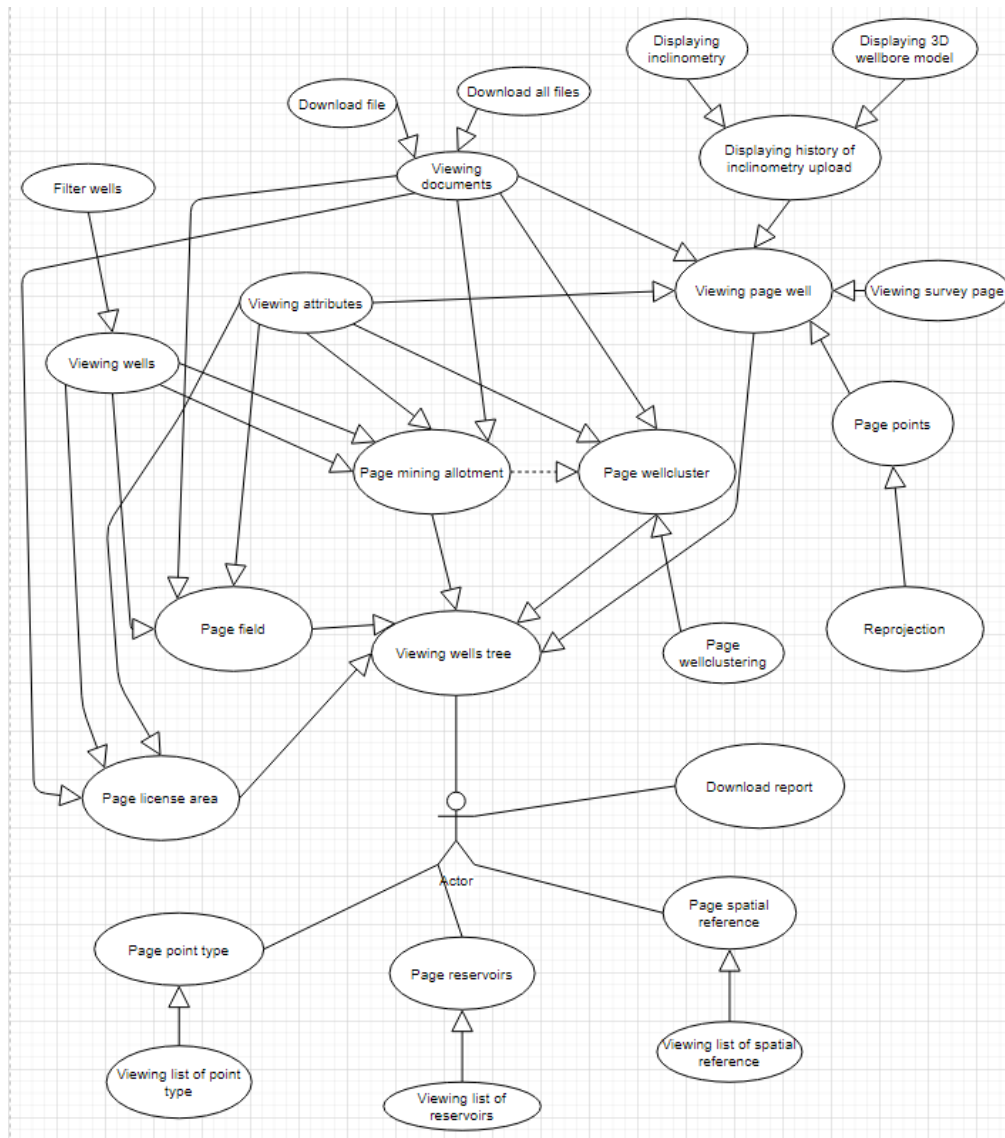 Displaying
inclinometry
Displaying 3D
wellbore model
Download file
Download all files
Displaying history of
inclinometry upload
Viewing
documents
Filter wells
Viewing attributes
Viewing page well
Viewing survey page
Viewing wells
Page points
Page mining allotment
Page wellcluster
Page field
Viewing wells tree
Page
wellclustering
Reprojection
Page license area
Download report
Actor
Page point type
Page reservoirs
Page spatial
reference
Viewing list of point
type
Viewing list of
reservoirs
Viewing list of spatial
reference